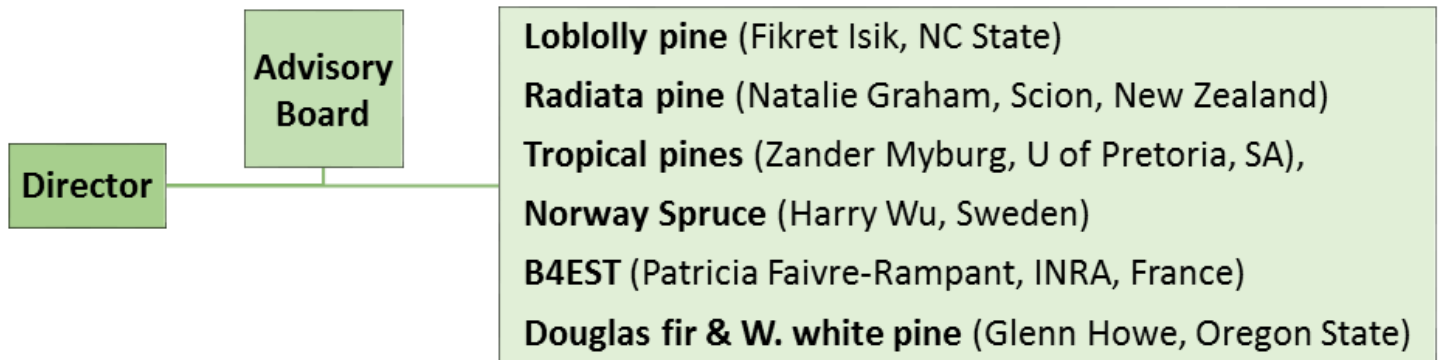 Director
Advisory
Board
Loblolly pine (Fikret Isik, NC State)
Radiata pine (Natalie Graham, Scion, New Zealand)
Tropical pines (Zander Myburg, U of Pretoria, SA),
Norway Spruce (Harry Wu, Sweden)
B4EST (Patricia Faivre-Rampant, INRA, France)
Douglas fir & W. white pine (Glenn Howe, Oregon State)